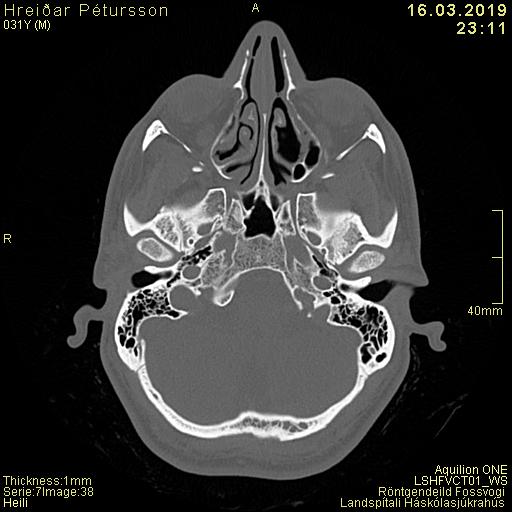 Hreiðar Pétursson
031Y (M)
A
16.03.2019
23:11
R
40mm
Thickness:1mm
Serie:7Image:38
Heili
Aquilion ONE
LSHFVCT01_WS
Röntgendeild Fossvogi
Landspítali Háskólasjúkrahús